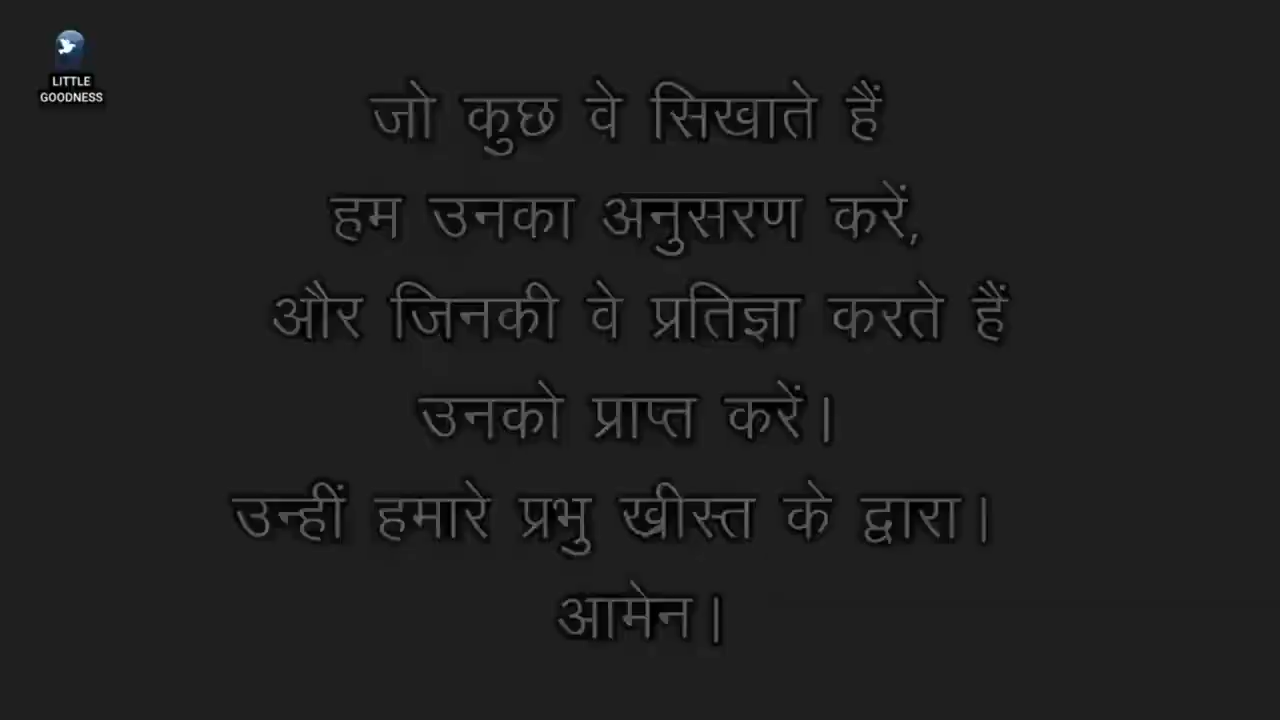 LITTLE
GOODNESS
जो कुछ वे सिखाते हैं
हम उनका अनुसरण करें,
और जिनकी वे प्रतिज्ञा करते हैं
उनको प्राप्त करें।
उन्हीं हमारे प्रभु ख्रीस्त के द्वारा।
आमेन।